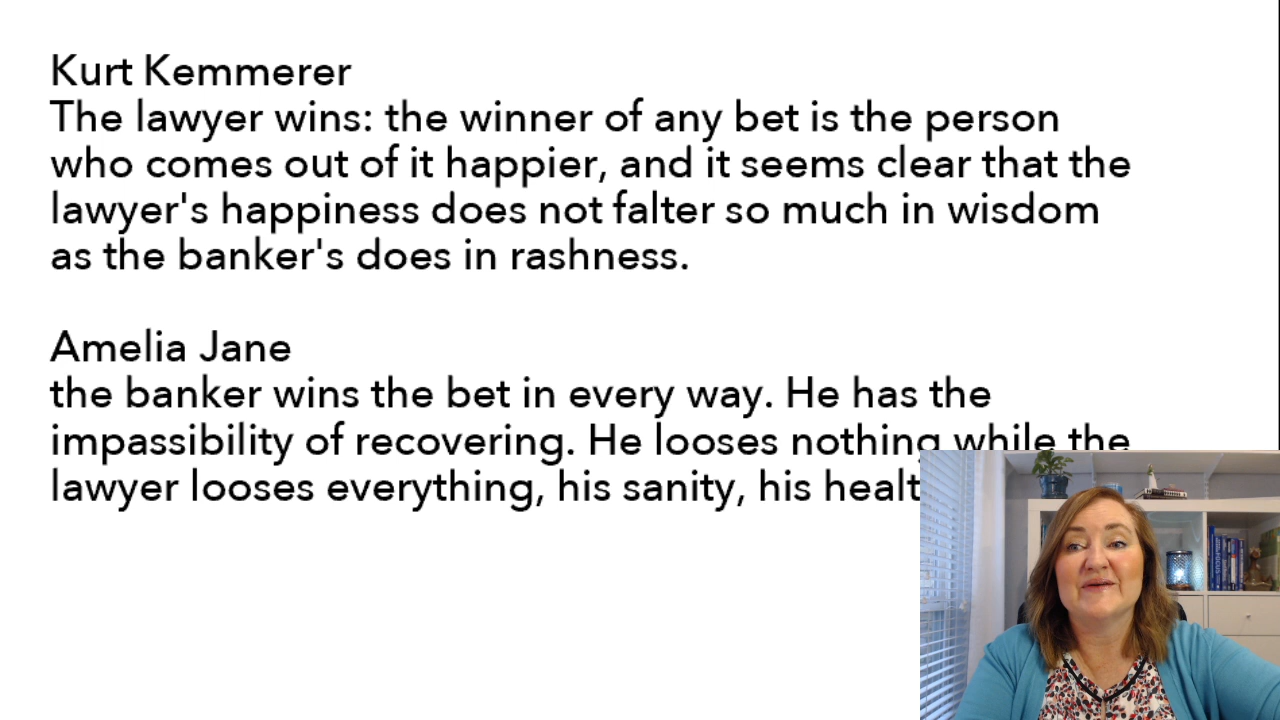 Kurt Kemmerer
The lawyer wins: the winner of any bet is the person
who comes out of it happier, and it seems clear that the
lawyer's happiness does not falter so much in wisdom
as the banker's does in rashness.
Amelia Jane
the banker wins the bet in every way. He has the
impassibility of recovering. He looses nothing while the
lawyer looses everything, his sanity, his